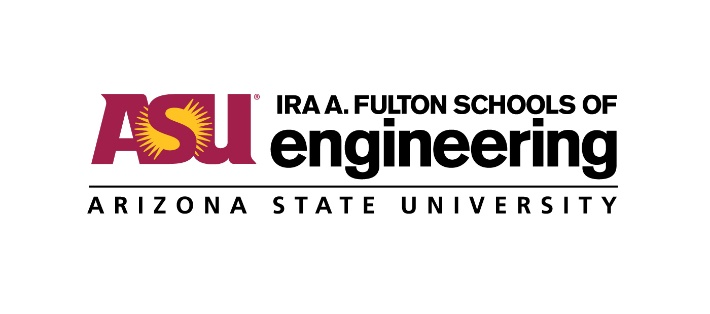 ASU® IRA A. FULTON SCHOOLS OF
engineering
ARIZONA STATE UNIVERSITY